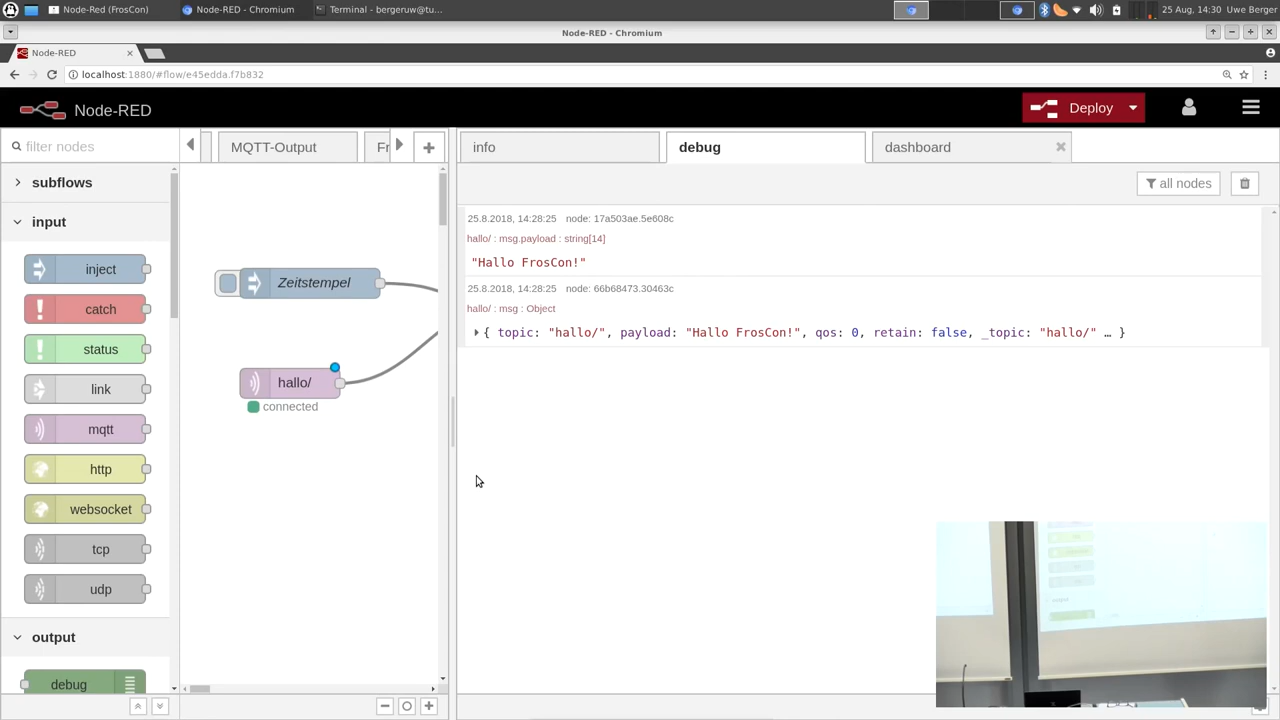 Node-Red (FrosCon)
Node-RED - Chromium
Terminal - bergeruw@tu...
25 Aug, 14:30 Uwe Berger
Node-RED - Chromium
Node-RED
localhost:1880/#flow/e45edda.f7b832
Node-RED
Deploy
filter nodes
MQTT-Output
Fr
info
debug
dashboard
all nodes
subflows
input
inject
catch
status
link
mqtt
http
websocket
tcp
udp
output
debug
Zeitstempel
hallo/
connected
25.8.2018, 14:28:25 node: 17a503ae.5e608c
hallo/ : msg.payload : string[14]
"Hallo FrosCon!"
25.8.2018, 14:28:25 node: 66b68473.30463c
hallo/ : msg : Object
{ topic: "hallo/", payload: "Hallo FrosCon!", qos: 0, retain: false, _topic: "hallo/" … }